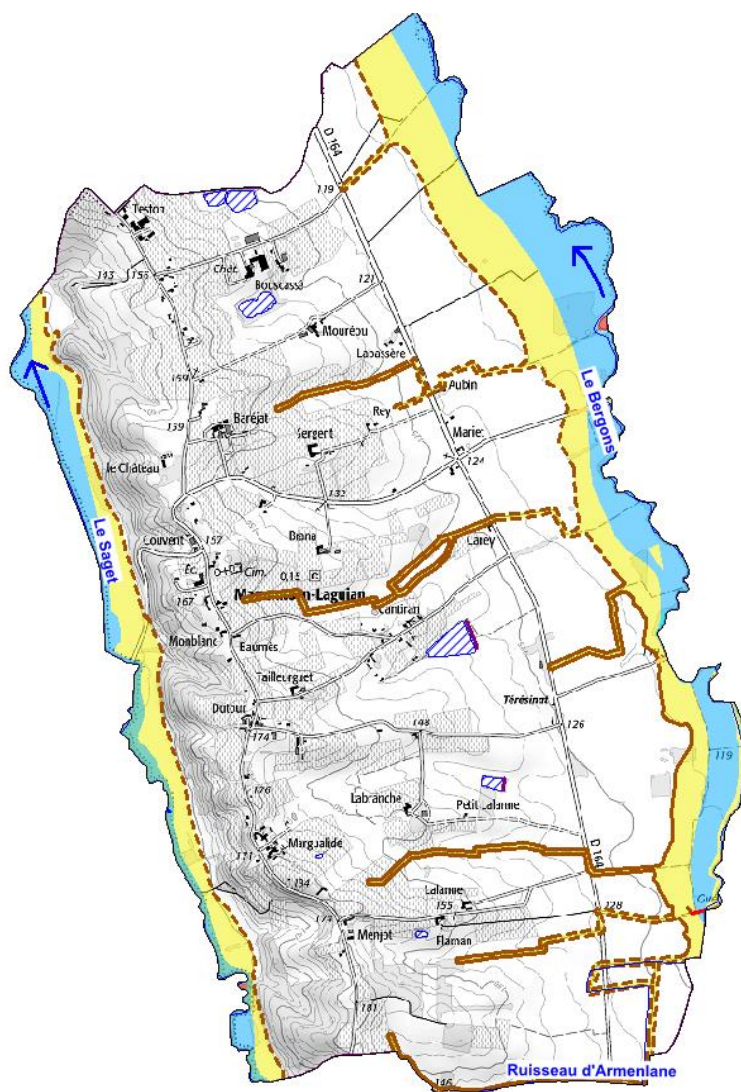 D 164
119
Teston
143
155
Chât.
Bouscassé
121
Mouréou
Labassère
159
Aubin
Le Bergons
Baréjat
Rey
139
Sergent
Marie
le Château
124
132
Le Saget
Couvent
157
Brana
Carey
Éc.
Cim.
0,15
167
Cantiran
Monblanc
Eaumes
Tailleurguet
Térésinat
Dutour
174
148
126
119
176
Labranche
Petit Lalanne
171
D 164
134
Lalanne
155
128
174
Menjot
Flaman
181
Ruisseau d'Armenlane
146